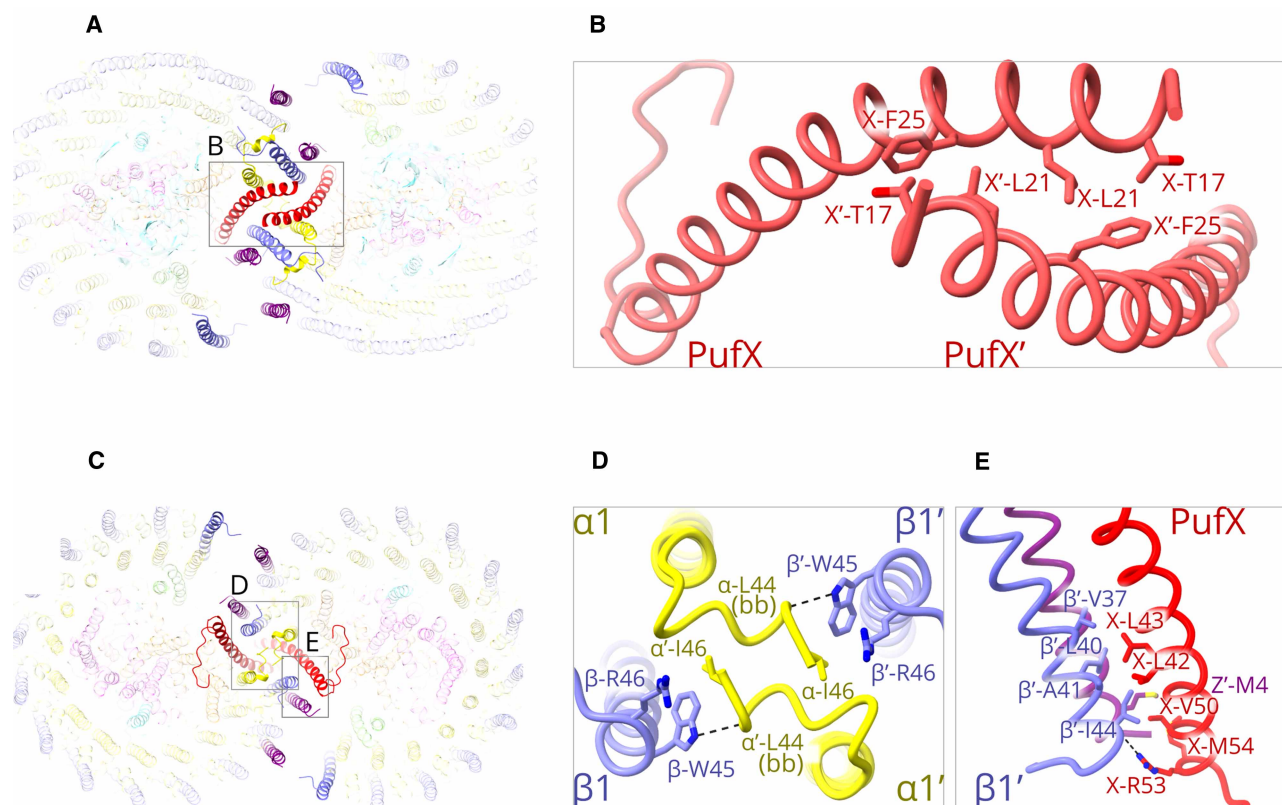 A
B
B
X-F25
X'-L21
X-L21
X-T17
X'-T17
X'-F25
PufX
PufX'
C
D
E
D
E
α1
β1'
β'-W45
α-L44
(bb)
α'-I46
β-R46
α-I46
β'-R46
α'-L44
(bb)
β-W45
β1
α1'
PufX
β'-V37
X-L43
β'-L40
X-L42
β'-A41
Z'-M4
X-V50
β'-I44
X-M54
β1'
X-R53